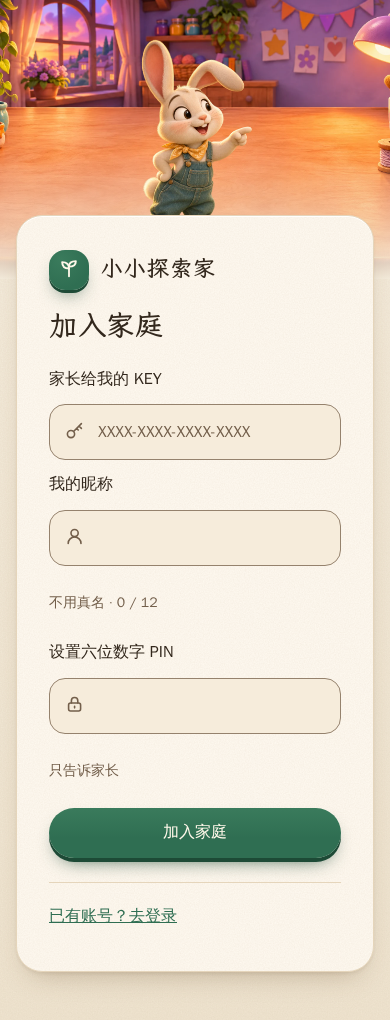 小小探索家
加入家庭
家长给我的 KEY
XXXX-XXXX-XXXX-XXXX
我的昵称
不用真名 · 0 / 12
设置六位数字 PIN
只告诉家长
加入家庭
已有账号？去登录